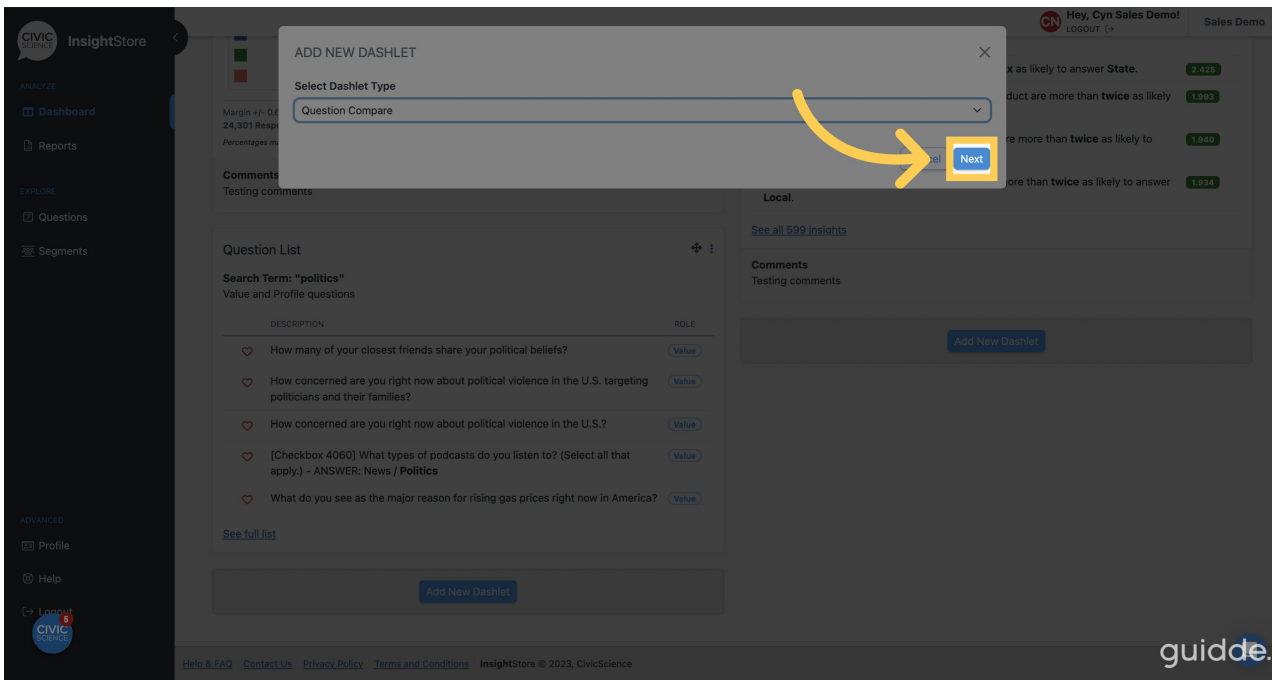 CIVIC
SCIENCE
InsightStore
ANALYZE
Dashboard
Reports
EXPLORE
Questions
Segments
ADVANCED
Profile
Help
Logout
5
CIVIC
SCIENCE
CN
Hey, Cyn Sales Demo!
LOGOUT
Sales Demo
ADD NEW DASHLET
Select Dashlet Type
Question Compare
Next
Margin +/- 0.6
24,301
Percentages
Comments
Testing comments
Question List
Search Term: "politics"
Value and Profile questions
DESCRIPTION ROLE
How many of your closest friends share your political beliefs? Value
How concerned are you right now about political violence in the U.S. targeting Value
politicians and their families?
How concerned are you right now about political violence in the U.S.? Value
[Checkbox 4060] What types of podcasts do you listen to? (Select all that Value
apply.) - ANSWER: News / Politics
What do you see as the major reason for rising gas prices right now in America? Value
See full list
Add New Dashlet
x as likely to answer State. 2.428
duct are more than twice as likely 1.993
re more than twice as likely to 1.940
ore than twice as likely to answer 1.934
Local.
See all 599 insights
Comments
Testing comments
Add New Dashlet
Help & FAQ Contact Us Privacy Policy Terms and Conditions InsightStore © 2023, CivicScience
guidde.